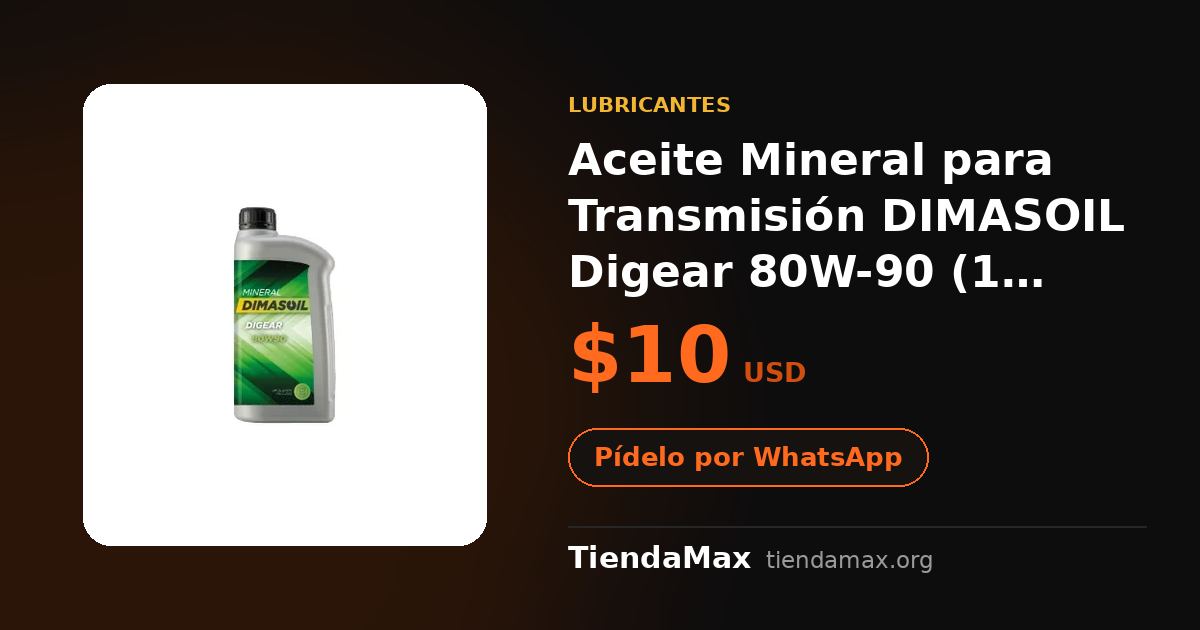 MINERAL
DIMASOIL
DIGEAR
80W90
LUBRICANTES
Aceite Mineral para
Transmisión DIMASOIL
Digear 80W-90 (1...
$10 USD
Pídelo por WhatsApp
TiendaMax tiendamax.org